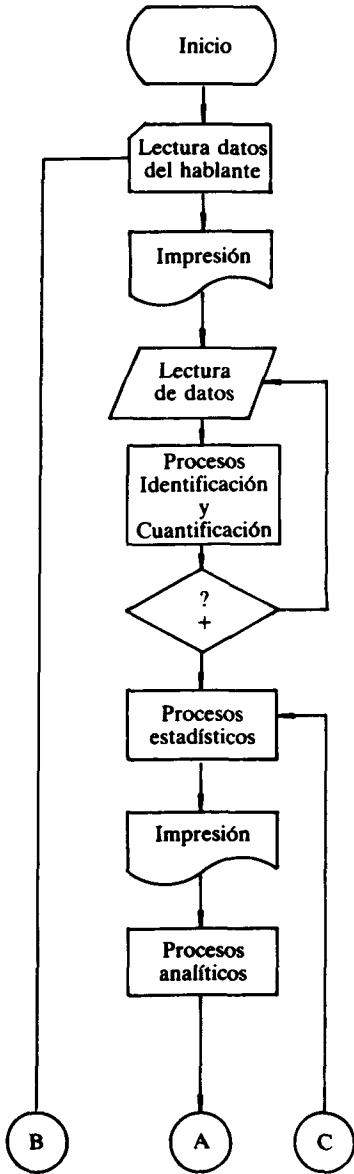 Inicio
Lectura datos
del hablante
Impresión
Lectura
de datos
Procesos
Identificación
y
Cuantificación
?
+
Procesos
estadísticos
Impresión
Procesos
analíticos
B
A
C